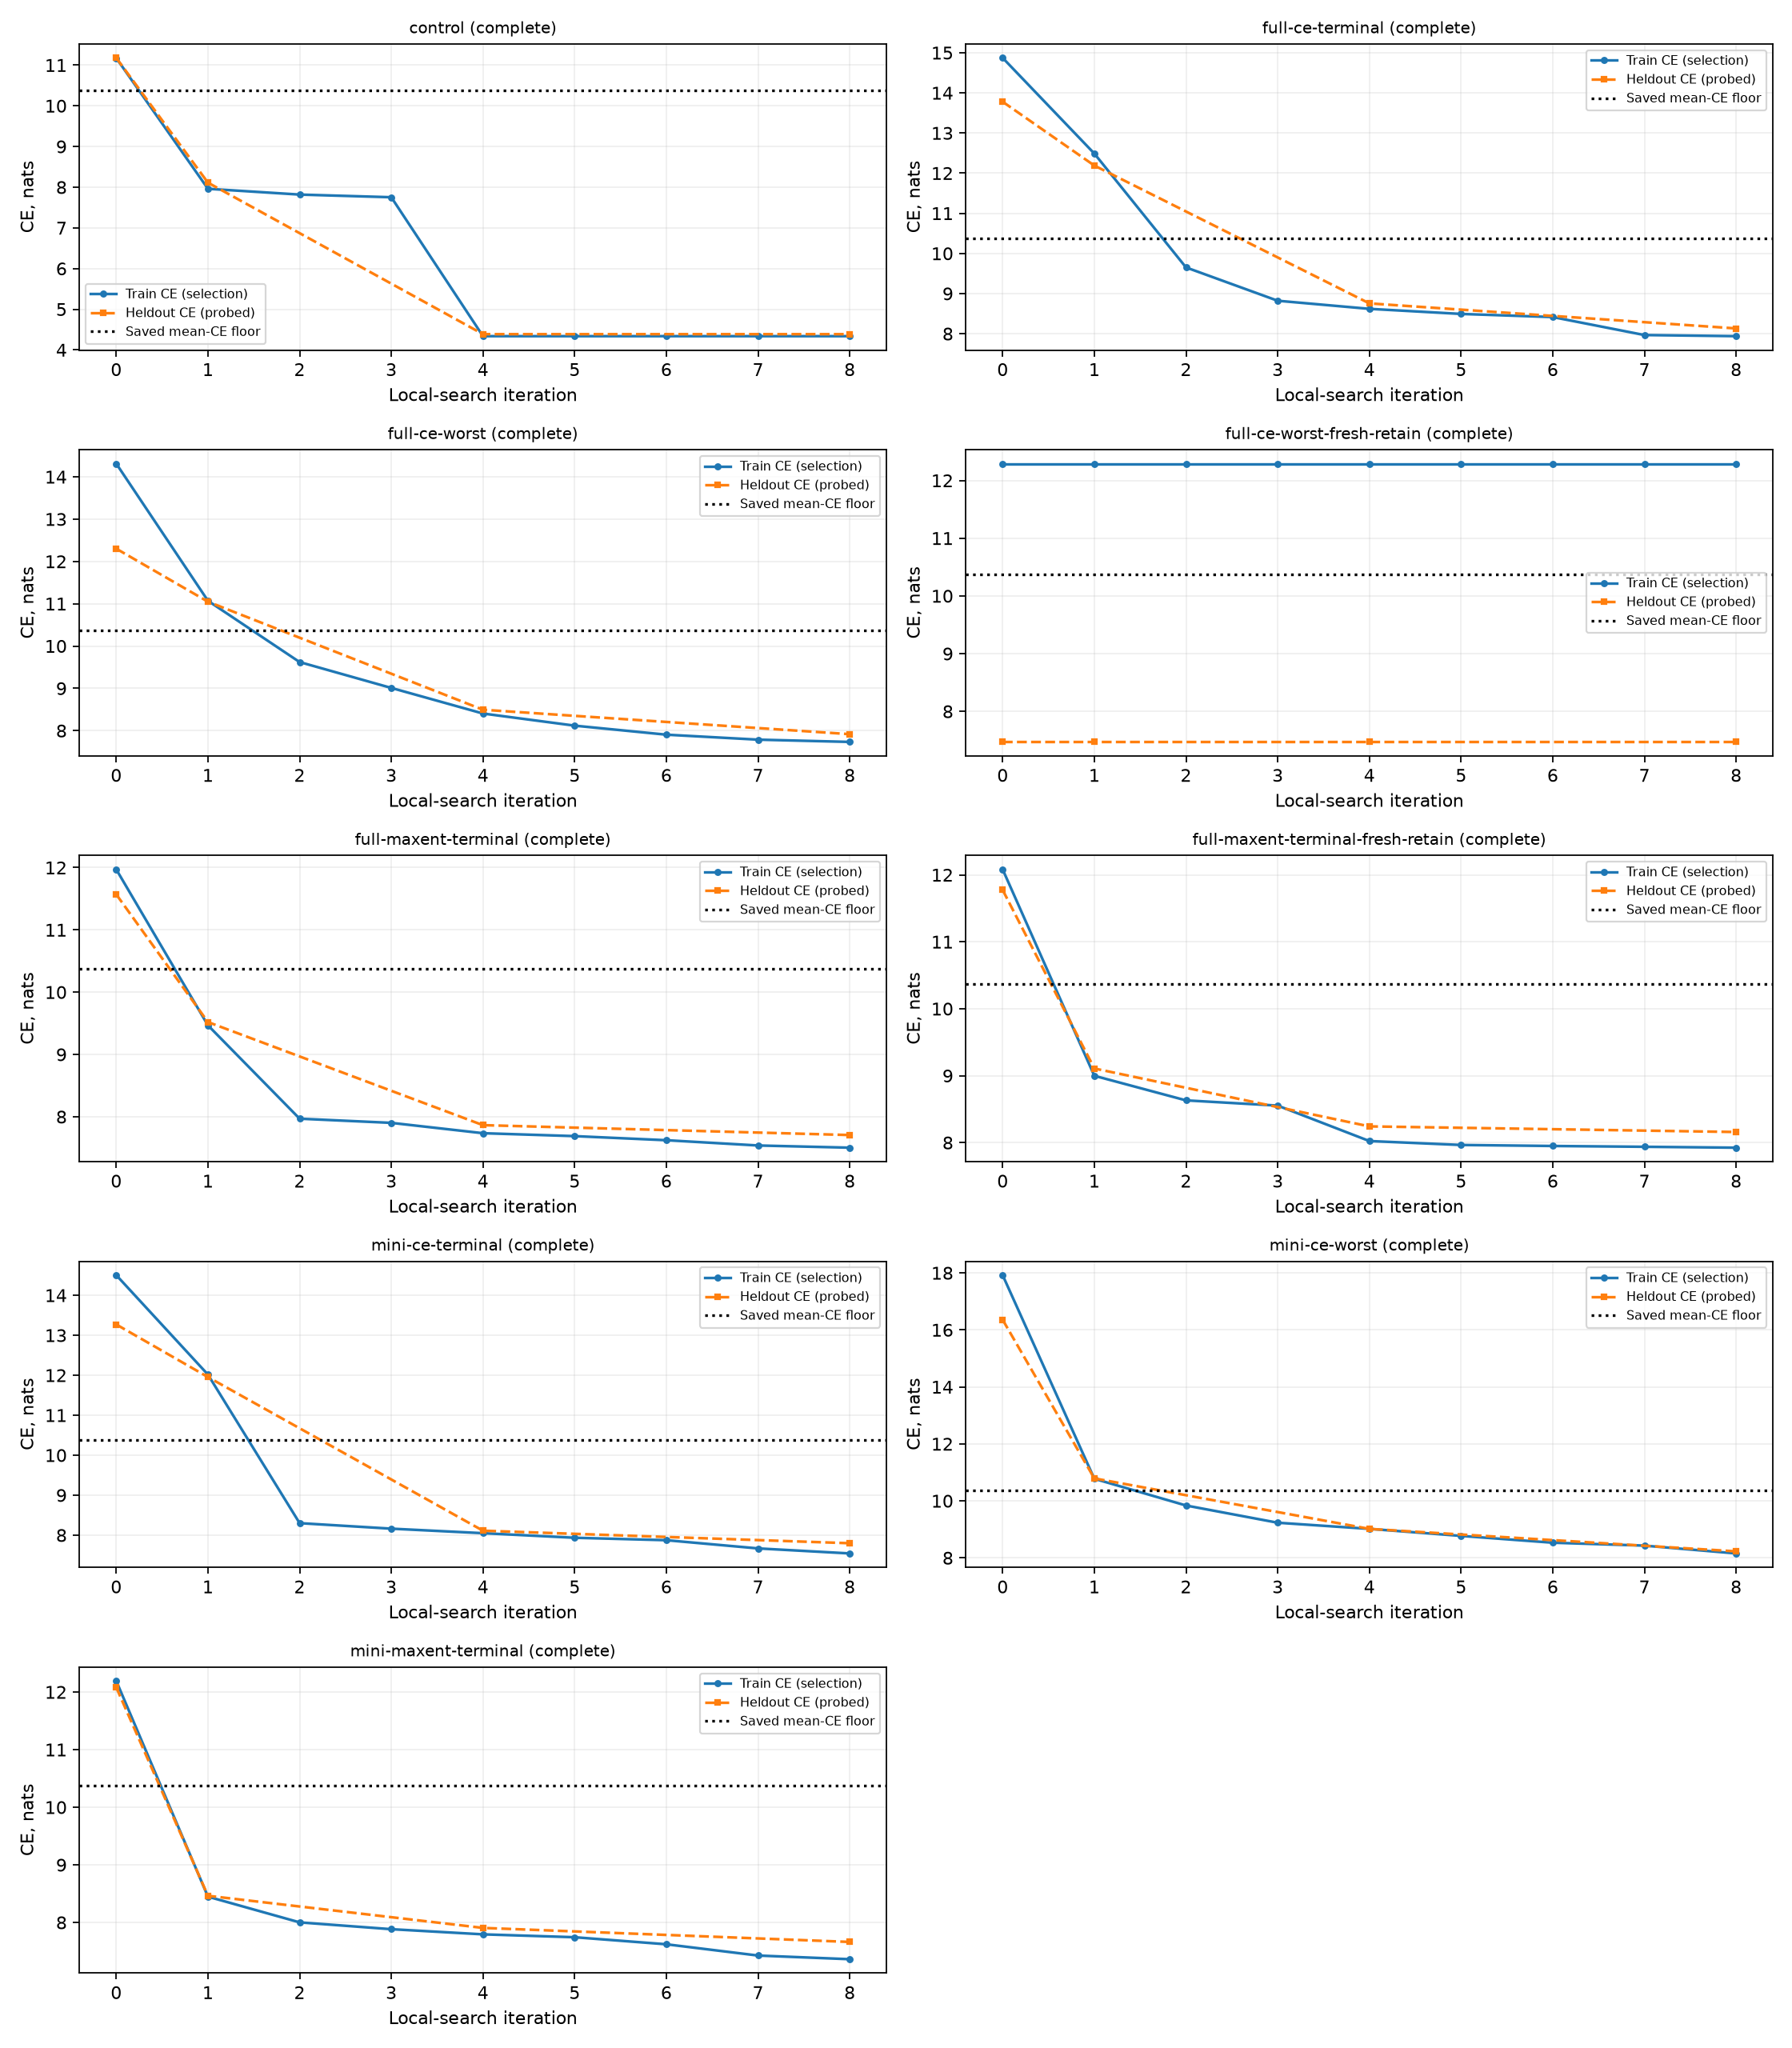 control (complete)
11
10
9
8
7
6
5
4
CE, nats
Train CE (selection)
Heldout CE (probed)
Saved mean-CE floor
0 1 2 3 4 5 6 7 8
Local-search iteration
full-ce-terminal (complete)
15
14
13
12
11
10
9
8
CE, nats
Train CE (selection)
Heldout CE (probed)
Saved mean-CE floor
0 1 2 3 4 5 6 7 8
Local-search iteration
full-ce-worst (complete)
14
13
12
11
10
9
8
CE, nats
Train CE (selection)
Heldout CE (probed)
Saved mean-CE floor
0 1 2 3 4 5 6 7 8
Local-search iteration
full-ce-worst-fresh-retain (complete)
12
11
10
9
8
CE, nats
Train CE (selection)
Heldout CE (probed)
Saved mean-CE floor
0 1 2 3 4 5 6 7 8
Local-search iteration
full-maxent-terminal (complete)
12
11
10
9
8
CE, nats
Train CE (selection)
Heldout CE (probed)
Saved mean-CE floor
0 1 2 3 4 5 6 7 8
Local-search iteration
full-maxent-terminal-fresh-retain (complete)
12
11
10
9
8
CE, nats
Train CE (selection)
Heldout CE (probed)
Saved mean-CE floor
0 1 2 3 4 5 6 7 8
Local-search iteration
mini-ce-terminal (complete)
14
13
12
11
10
9
8
CE, nats
Train CE (selection)
Heldout CE (probed)
Saved mean-CE floor
0 1 2 3 4 5 6 7 8
Local-search iteration
mini-ce-worst (complete)
18
16
14
12
10
8
CE, nats
Train CE (selection)
Heldout CE (probed)
Saved mean-CE floor
0 1 2 3 4 5 6 7 8
Local-search iteration
mini-maxent-terminal (complete)
12
11
10
9
8
CE, nats
Train CE (selection)
Heldout CE (probed)
Saved mean-CE floor
0 1 2 3 4 5 6 7 8
Local-search iteration